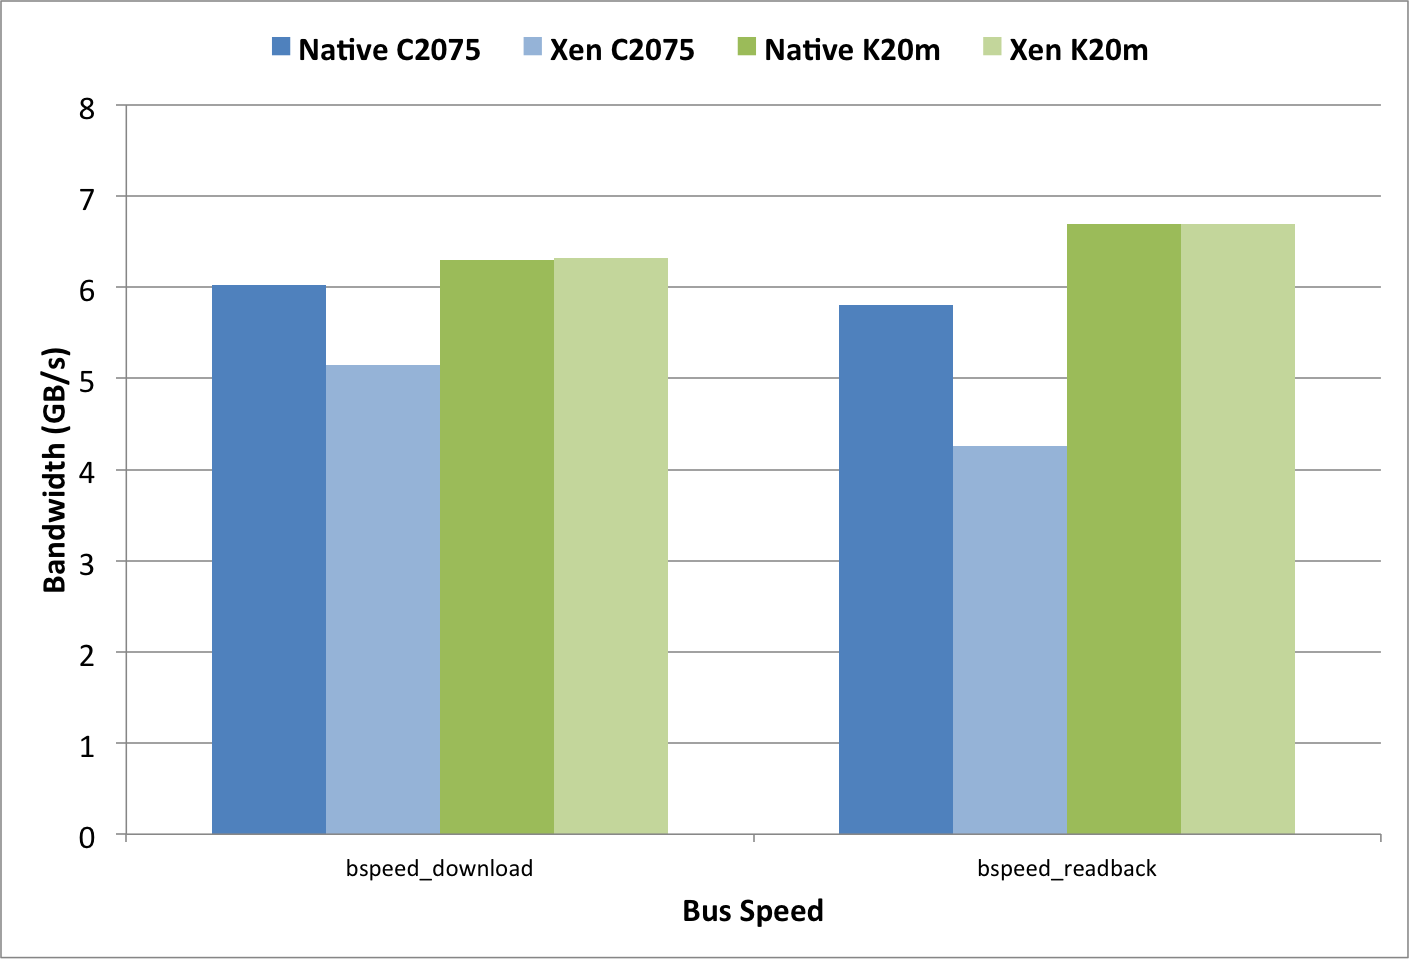 Native C2075 Xen C2075 Native K20m Xen K20m
8
7
6
5
4
3
2
1
0
Bandwidth (GB/s)
bspeed_download bspeed_readback
Bus Speed